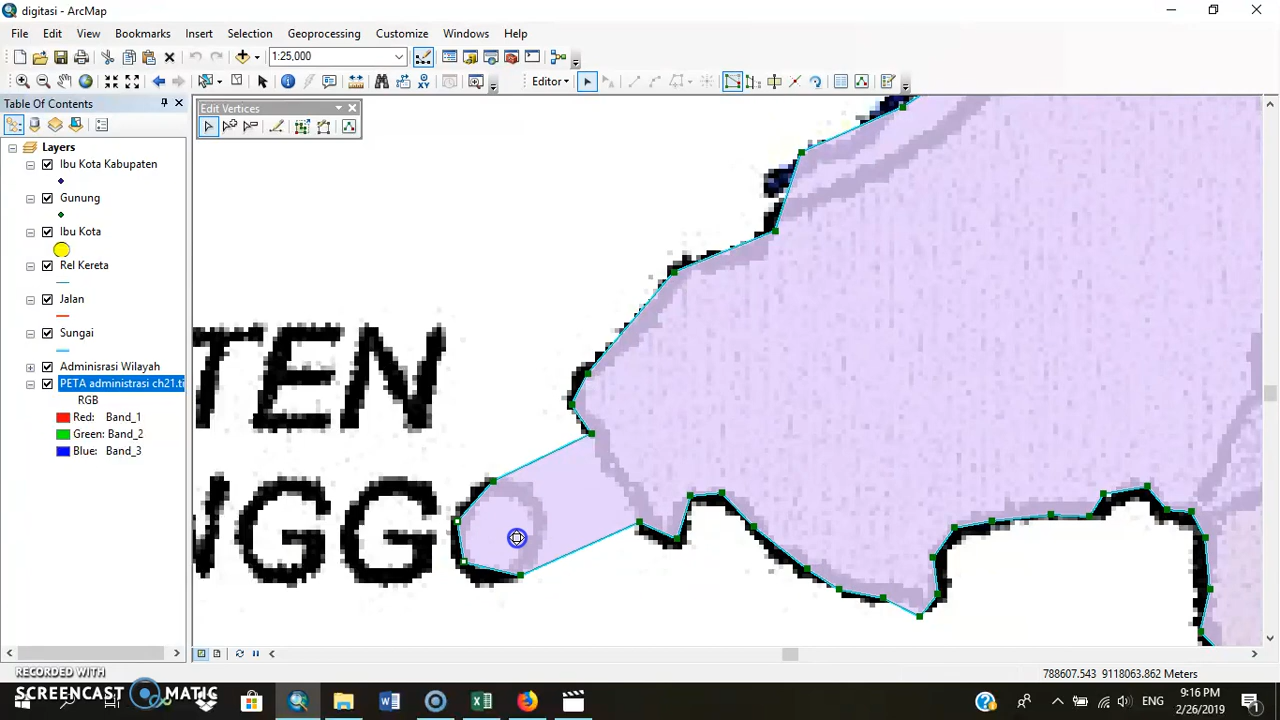 digitasi - ArcMap
File Edit View Bookmarks Insert Selection Geoprocessing Customize Windows Help
1:25,000
Editor
Table Of Contents
Edit Vertices
Layers
Ibu Kota Kabupaten
Gunung
Ibu Kota
Rel Kereta
Jalan
Sungai
Adminisrasi Wilayah
PETA administrasi ch21.ti
RGB
Red: Band_1
Green: Band_2
Blue: Band_3
TEN
NGG
788607.543 9118063.862 Meters
RECORDED WITH
SCREENCAST MATIC
ENG
9:16 PM
2/26/2019